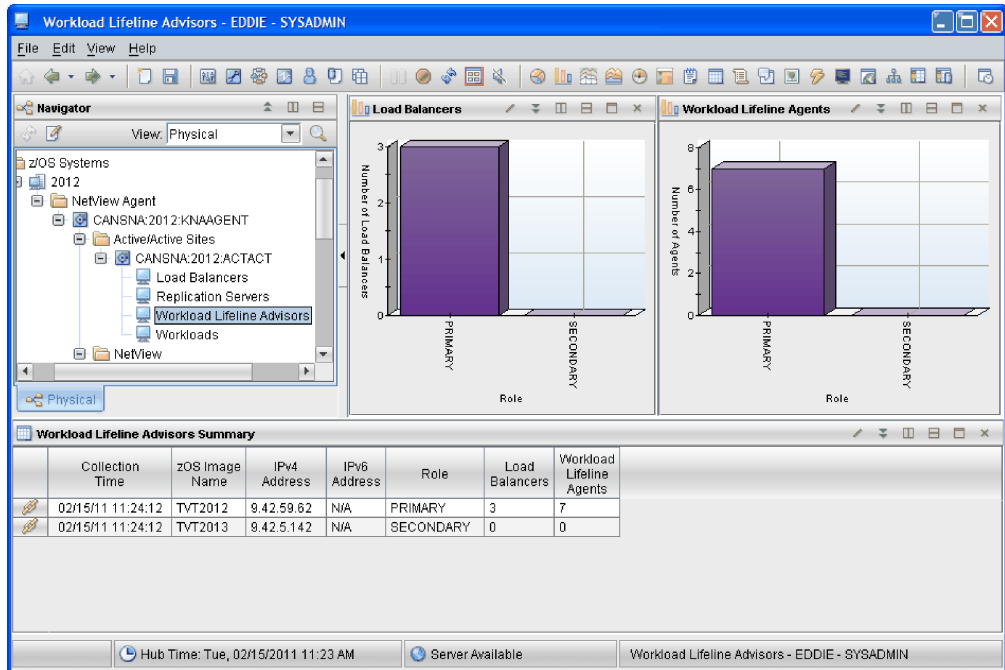 Workload Lifeline Advisors - EDDIE - SYSADMIN
File Edit View Help
Navigator
View: Physical
z/OS Systems
2012
NetView Agent
CANSNA:2012:KNAAGENT
Active/Active Sites
CANSNA:2012:ACTACT
Load Balancers
Replication Servers
Workload Lifeline Advisors
Workloads
NetView
Physical
Load Balancers
Number of Load Balancers
3
2
1
0
PRIMARY
SECONDARY
Role
Workload Lifeline Agents
Number of Agents
8
6
4
2
0
PRIMARY
SECONDARY
Role
Workload Lifeline Advisors Summary
Collection Time zOS Image Name IPv4 Address IPv6 Address Role Load Balancers Workload Lifeline Agents
02/15/11 11:24:12 TVT2012 9.42.59.62 N/A PRIMARY 3 7
02/15/11 11:24:12 TVT2013 9.42.5.142 N/A SECONDARY 0 0
Hub Time: Tue, 02/15/2011 11:23 AM Server Available Workload Lifeline Advisors - EDDIE - SYSADMIN